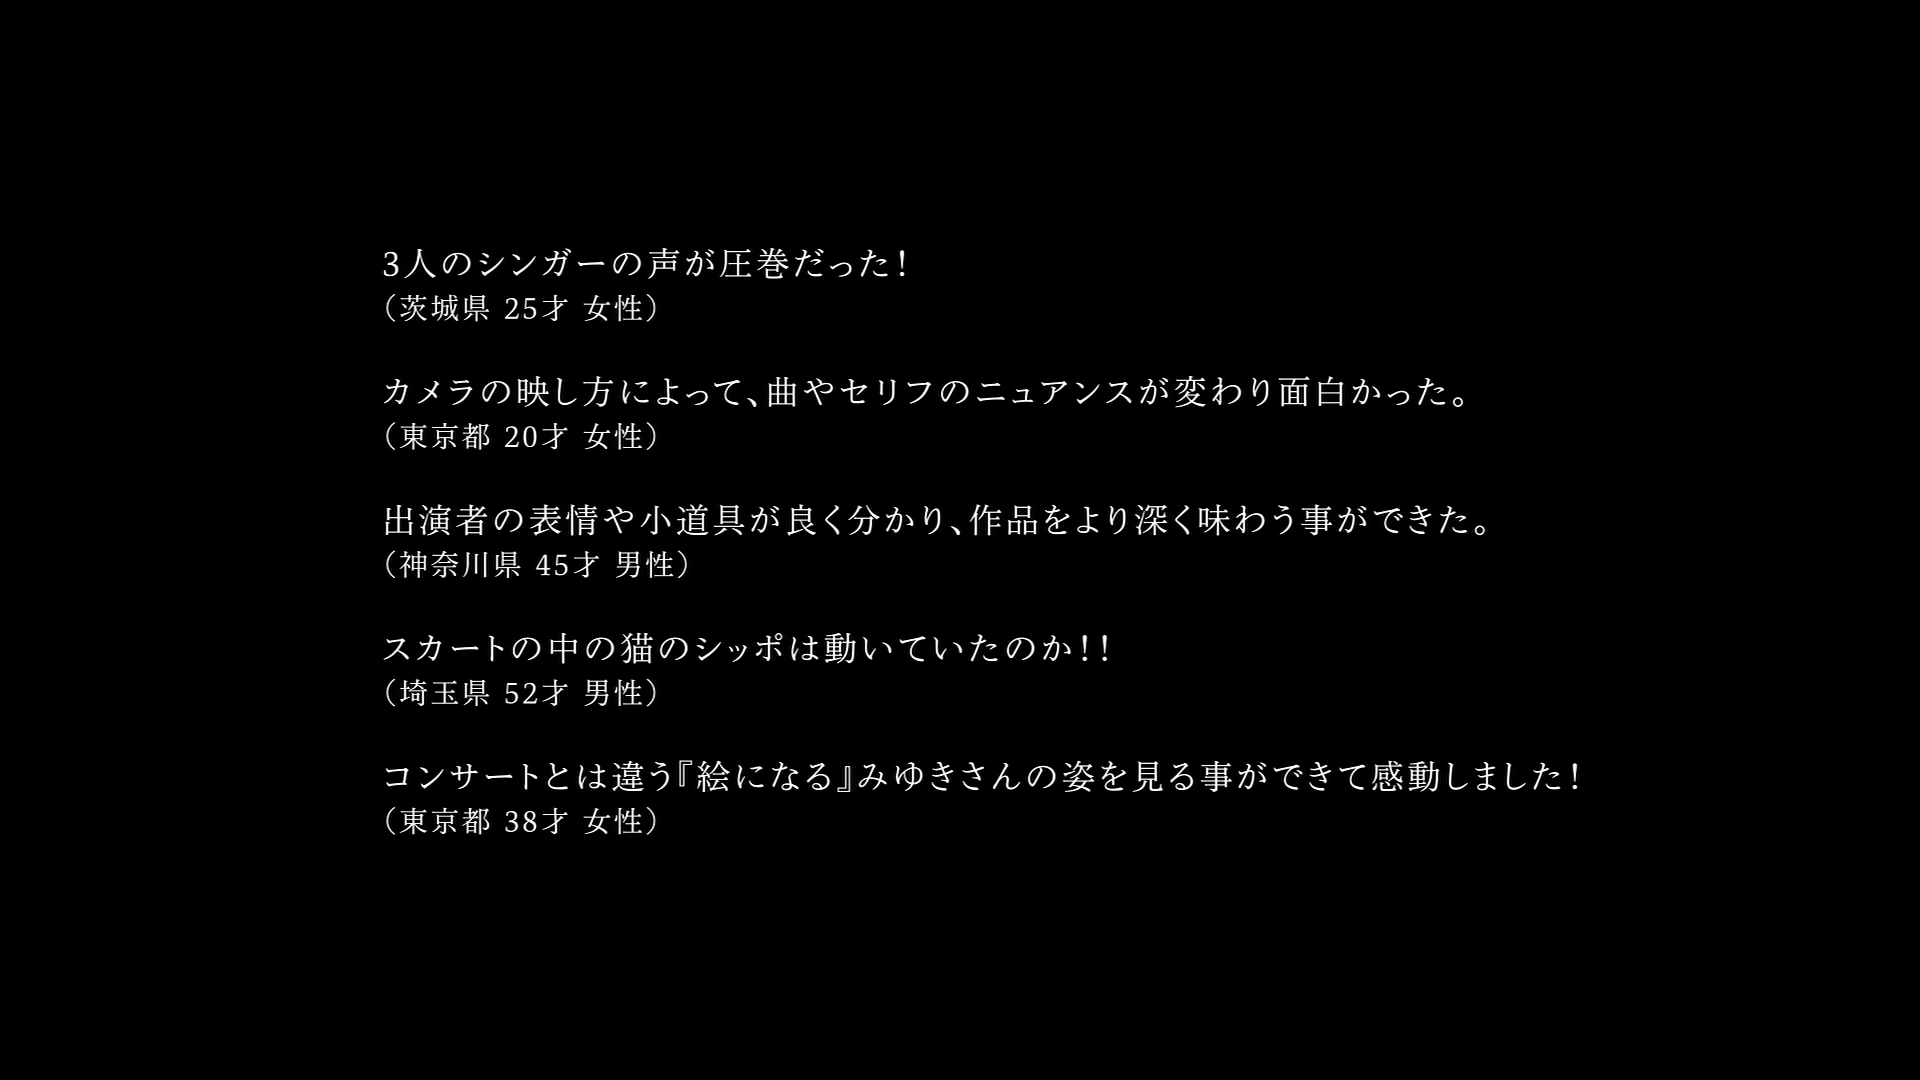 3人のシンガーの声が圧巻だった！
（茨城県 25才 女性）
カメラの映し方によって、曲やセリフのニュアンスが変わり面白かった。
（東京都 20才 女性）
出演者の表情や小道具が良く分かり、作品をより深く味わう事ができた。
（神奈川県 45才 男性）
スカートの中の猫のシッポは動いていたのか！！
（埼玉県 52才 男性）
コンサートとは違う『絵になる』みゆきさんの姿を見る事ができて感動しました！
（東京都 38才 女性）